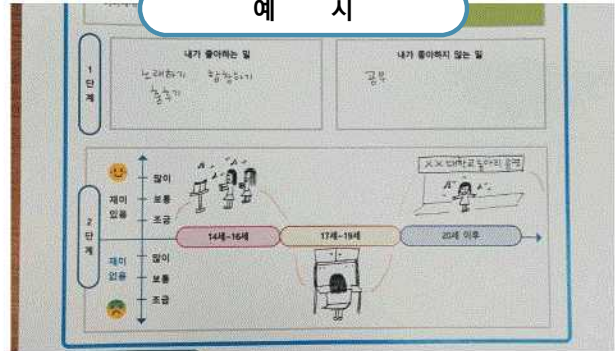 예 시
1단계
내가 좋아하는 일
내가 좋아하지 않는 일
노래하기 합창하기
춤추기
공부
2단계
재미있음
많이
보통
조금
14세~16세
17세~19세
20세 이후
XX대학교 동아리 공연
재미없음
많이
보통
조금